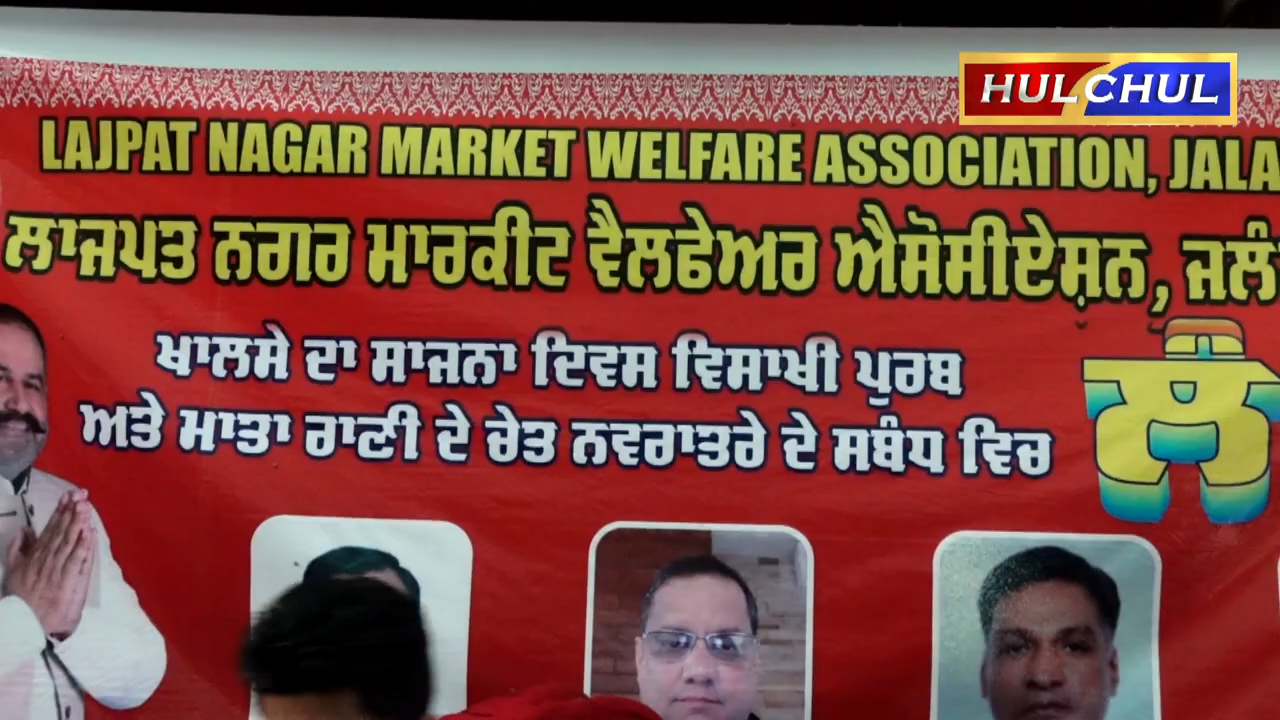 HULCHUL
LAJPAT NAGAR MARKET WELFARE ASSOCIATION, JALA
ਲਾਜਪਤ ਨਗਰ ਮਾਰਕੀਟ ਵੈਲਫੇਅਰ ਐਸੋਸੀਏਸ਼ਨ, ਜਲੰ
ਖਾਲਸੇ ਦਾ ਸਾਜਨਾ ਦਿਵਸ ਵਿਸਾਖੀ ਪੁਰਬ
ਅਤੇ ਮਾਤਾ ਰਾਣੀ ਦੇ ਚੇਤ ਨਵਰਾਤਰੇ ਦੇ ਸਬੰਧ ਵਿਚ